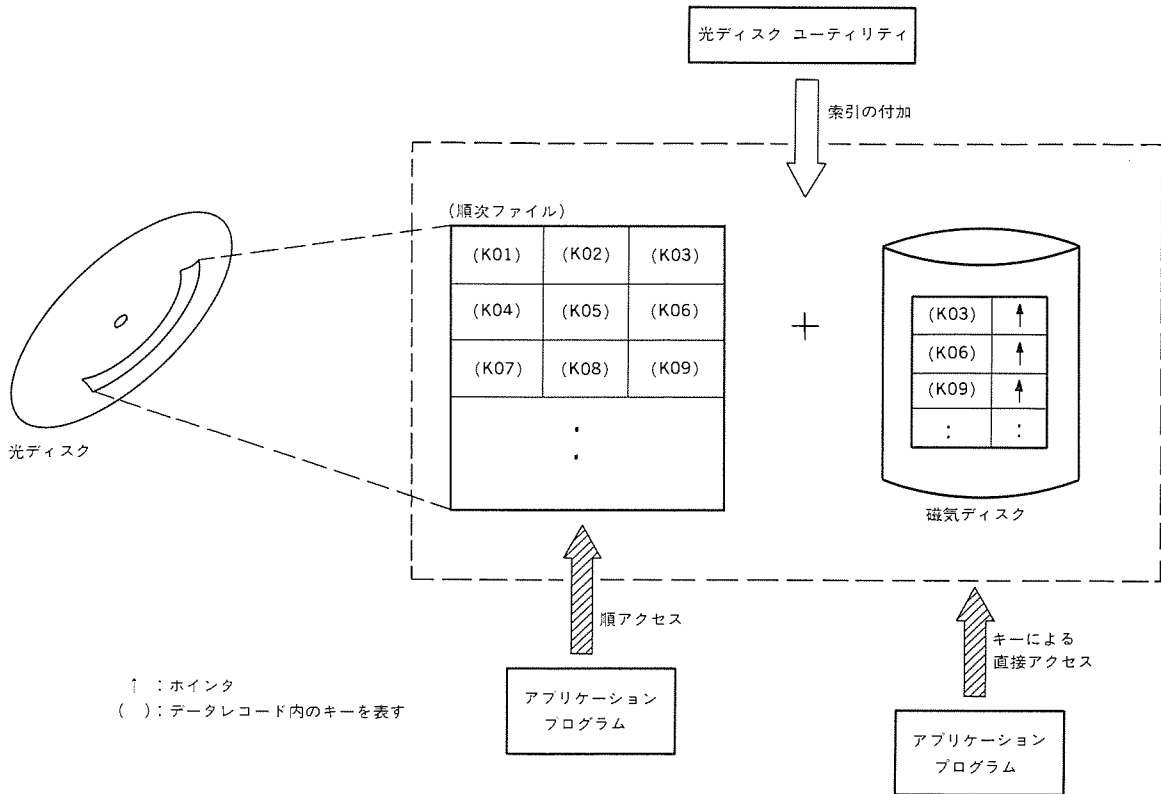 光ディスク ユーティリティ
索引の付加
(順次ファイル)
(K01) (K02) (K03)
(K04) (K05) (K06)
(K07) (K08) (K09)
:
+
(K03) ↑
(K06) ↑
(K09) ↑
: :
光ディスク
磁気ディスク
順アクセス
キーによる
直接アクセス
↑ :ホインタ
( ):データレコード内のキーを表す
アプリケーション
プログラム
アプリケーション
プログラム